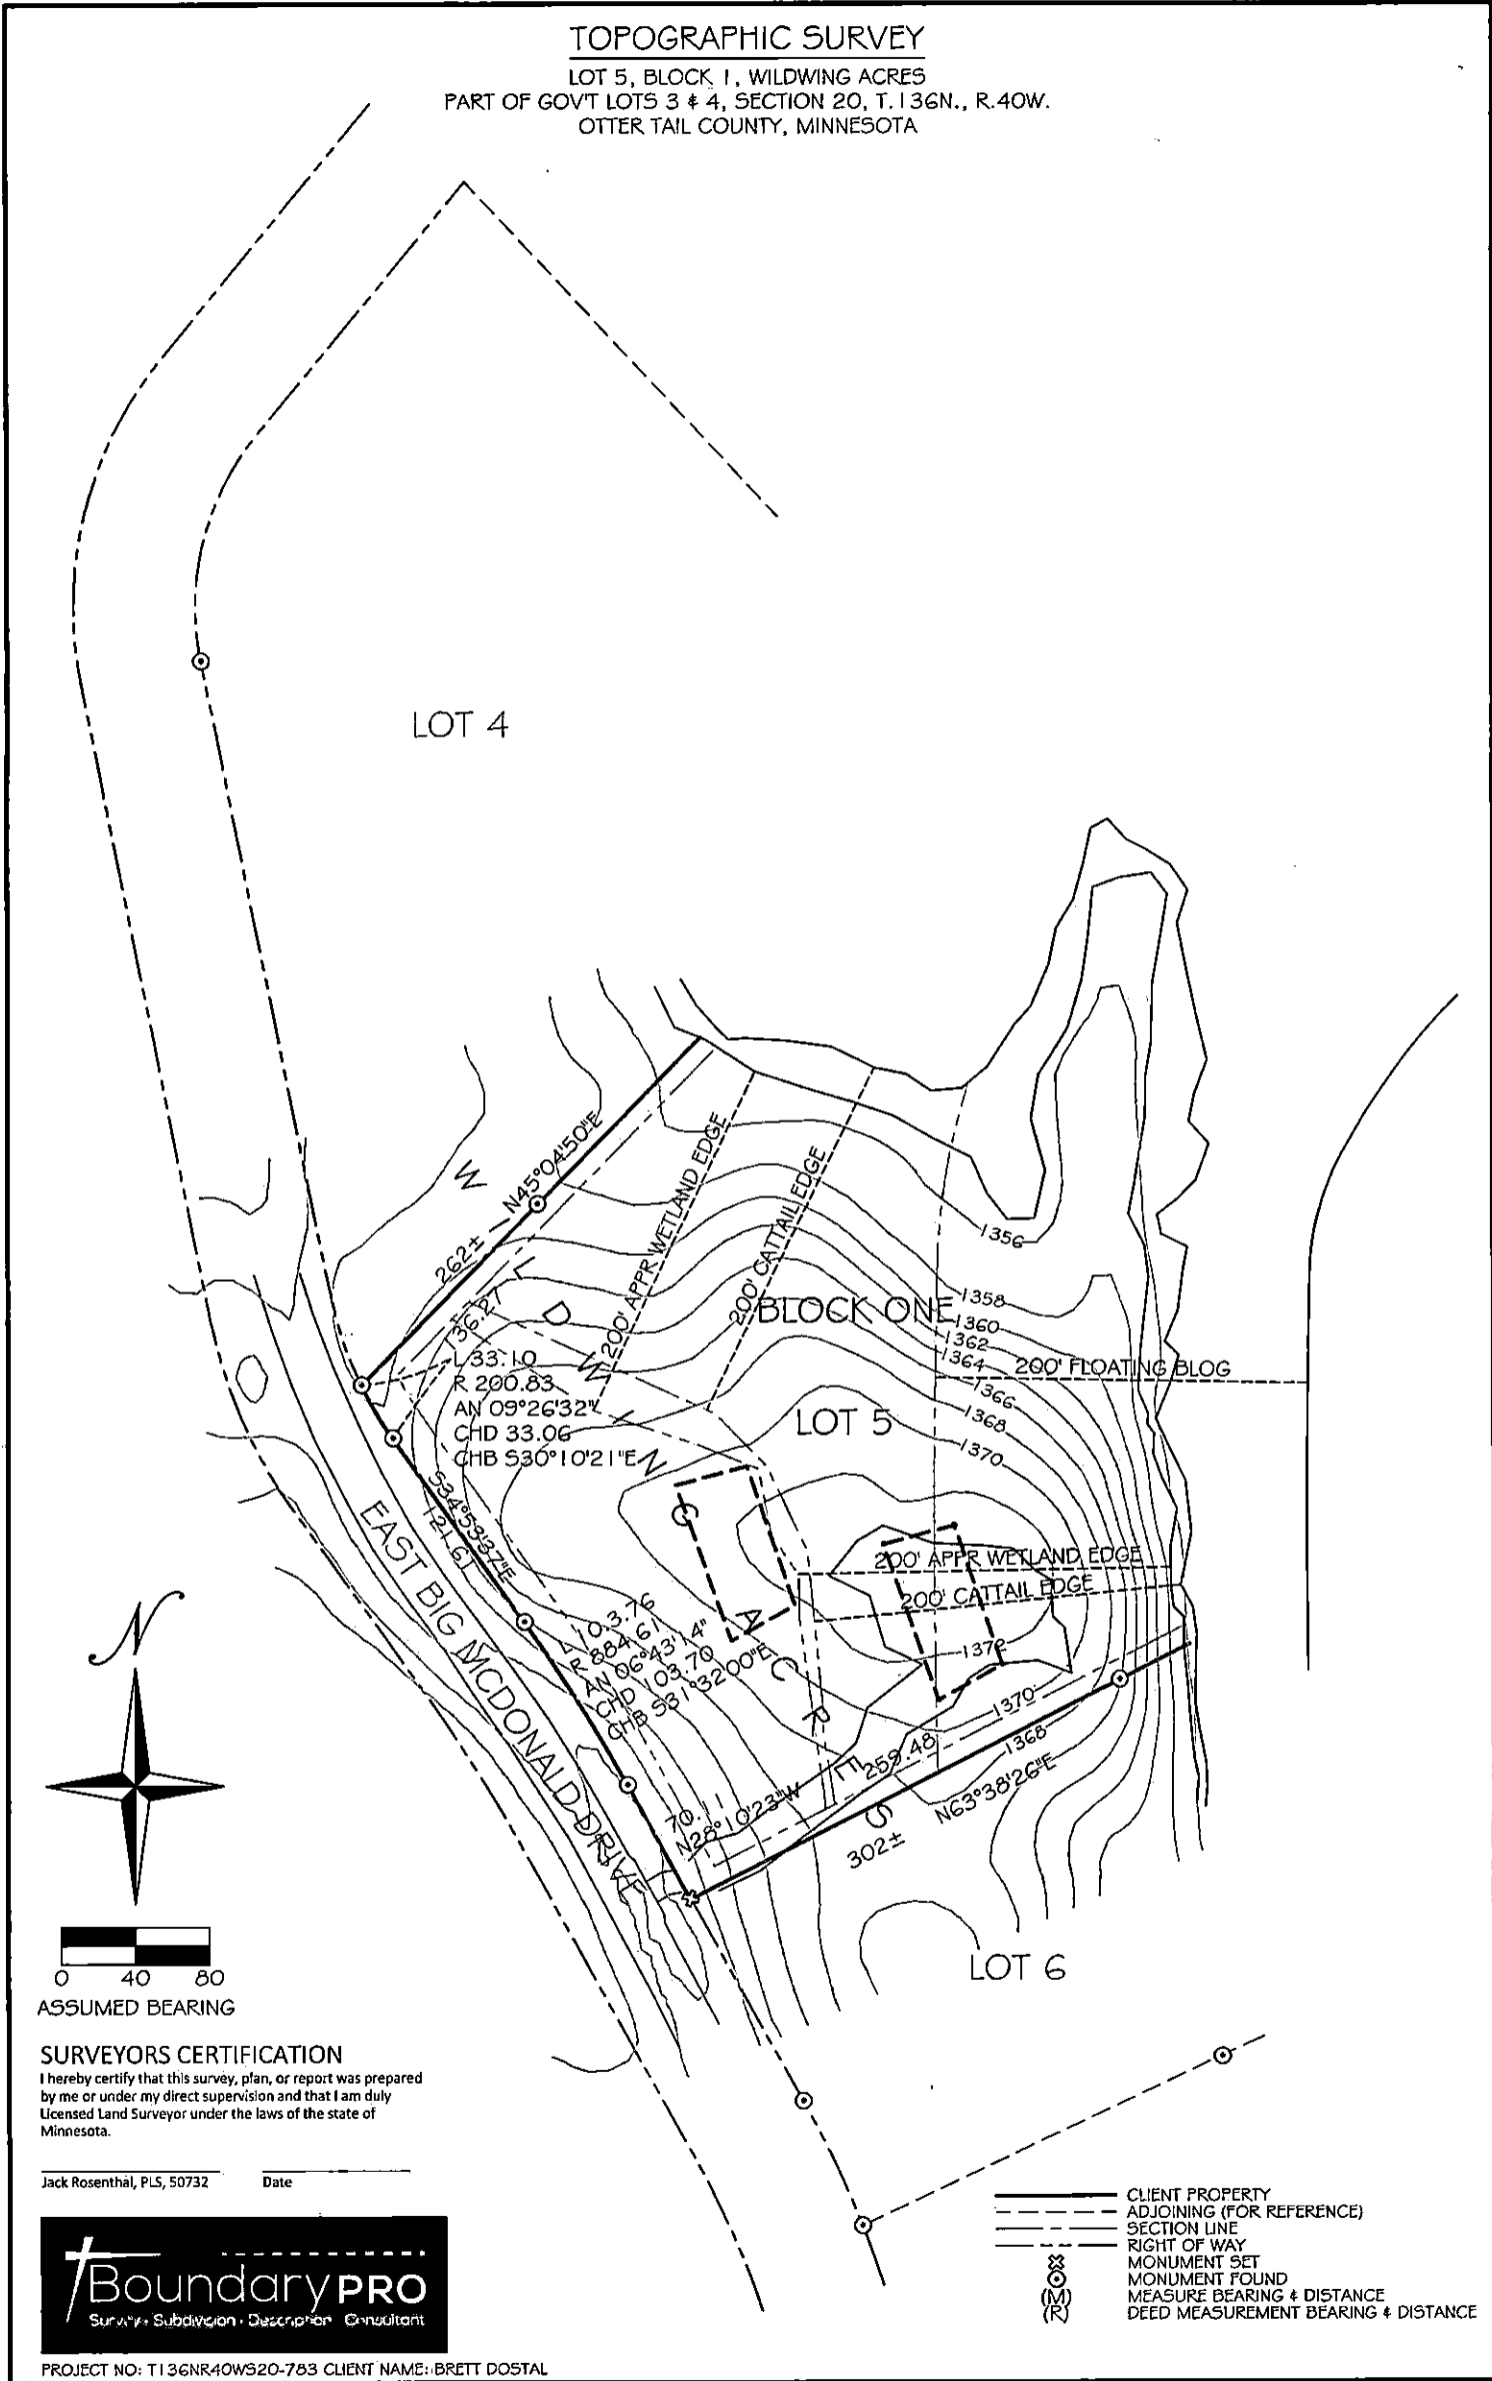 TOPOGRAPHIC SURVEY
LOT 5, BLOCK 1, WILDWING ACRES
PART OF GOV'T LOTS 3 & 4, SECTION 20, T.136N., R.40W.
OTTER TAIL COUNTY, MINNESOTA
LOT 4
N45°04'50"E
262±
136.27
200' APPR WETLAND EDGE
200' CATTAIL EDGE
WILDWING ACRES
BLOCK ONE
1356
1358
1360
1362
1364
1366
1368
1370
200' FLOATING BLOG
L 33.10
R 200.83
AN 09°26'32"
CHD 33.06
CHB S30°10'21"E
LOT 5
S34°53'37"E
121.61
EAST BIG MCDONALD DRIVE
200' APPR WETLAND EDGE
200' CATTAIL EDGE
L 103.76
R 884.61
AN 06°43'14"
CHD 103.70
CHB S31°32'00"E
1372
1370
1368
259.48
N63°38'26"E
302±
N28°10'23"W
LOT 6
N
0 40 80
ASSUMED BEARING
SURVEYORS CERTIFICATION
I hereby certify that this survey, plan, or report was prepared
by me or under my direct supervision and that I am duly
Licensed Land Surveyor under the laws of the state of
Minnesota.
Jack Rosenthal, PLS, 50732 Date
BoundaryPRO
Surveys • Subdivision • Description Consultant
CLIENT PROPERTY
ADJOINING (FOR REFERENCE)
SECTION LINE
RIGHT OF WAY
MONUMENT SET
MONUMENT FOUND
(M) MEASURE BEARING & DISTANCE
(R) DEED MEASUREMENT BEARING & DISTANCE
PROJECT NO: T136NR40WS20-783 CLIENT NAME: BRETT DOSTAL